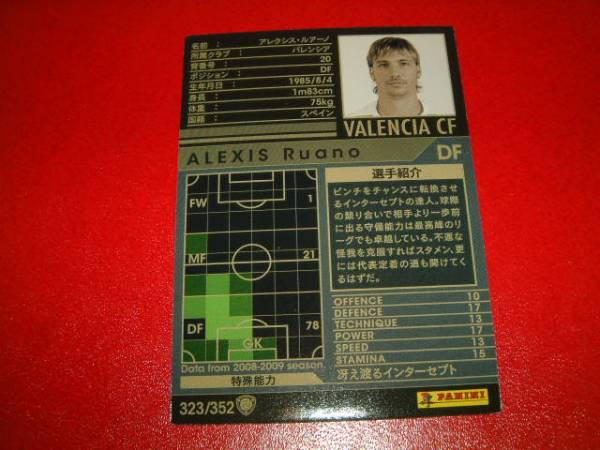 名前 : アレクシス・ルアーノ
所属クラブ : バレンシア
背番号 : 20
ポジション : DF
生年月日 : 1985/8/4
身長 : 1m83cm
体重 : 75kg
国籍 : スペイン
VALENCIA CF
ALEXIS Ruano
DF
FW 1
MF 21
DF 78
GK
Data from 2008-2009 season.
特殊能力
選手紹介
ピンチをチャンスに転換させ
るインターセプトの達人。球際
の競り合いで相手より一歩前
に出る守備能力は最高峰のリ
ーグでも卓越している。不運な
怪我を克服すればスタメン、更
には代表定着の道も開けてく
るはずだ。
OFFENCE 10
DEFENCE 17
TECHNIQUE 13
POWER 17
SPEED 13
STAMINA 15
冴え渡るインターセプト
323/352
PANINI